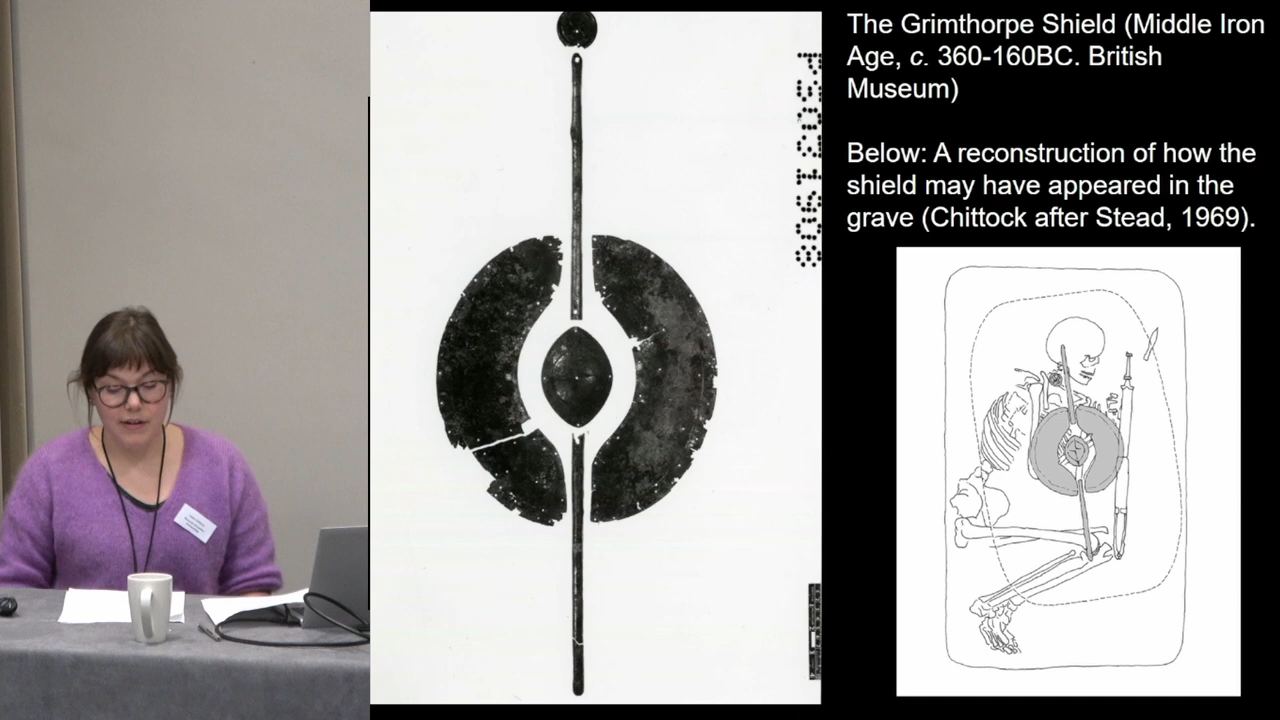 The Grimthorpe Shield (Middle Iron
Age, c. 360-160BC. British
Museum)
Below: A reconstruction of how the
shield may have appeared in the
grave (Chittock after Stead, 1969).